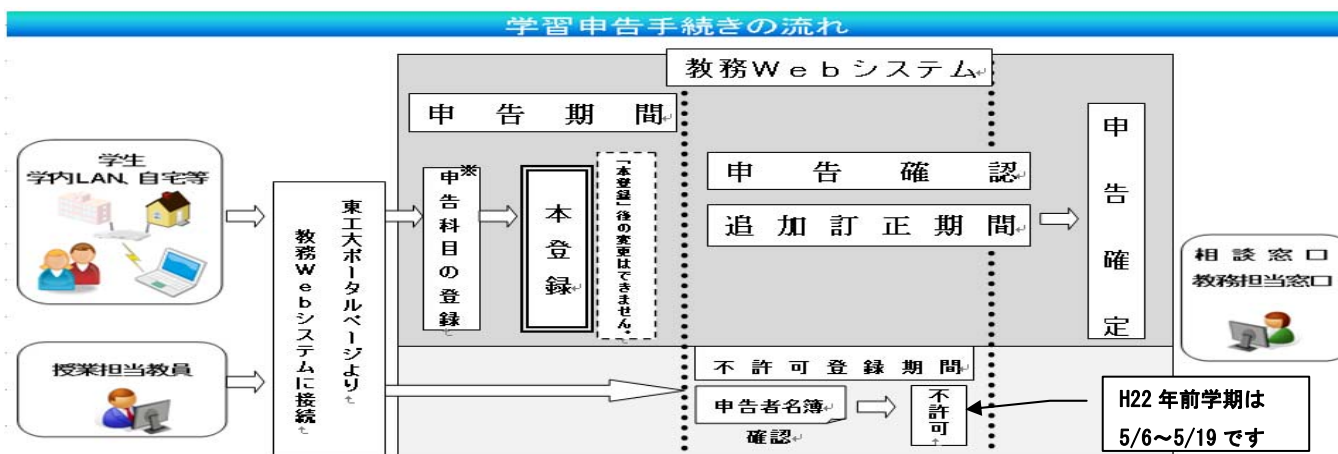 学習申告手続きの流れ
教務Webシステム
申告期間
学生
学内LAN、自宅等
東工大ポータルページより
教務Webシステムに接続
※
申告科目の登録
本登録
「本登録」後の変更はできません。
申告確認
追加訂正期間
申告確定
相談窓口
教務担当窓口
授業担当教員
不許可登録期間
申告者名簿
確認
不許可
H22年前学期は
5/6～5/19です